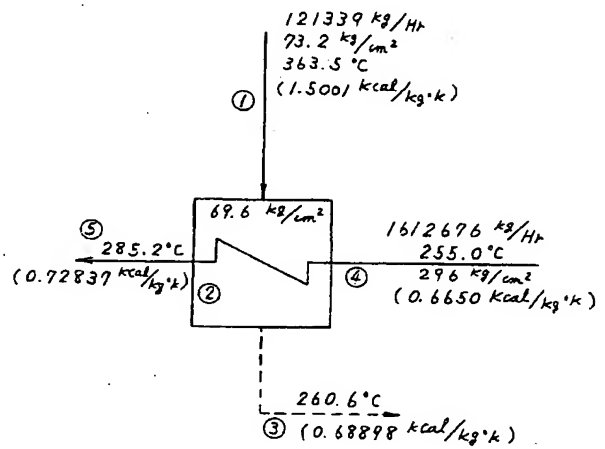 121339 kg/Hr
73.2 kg/cm²
363.5 °C
(1.5001 kcal/kg·k)
①
69.6 kg/cm²
⑤
285.2°C
(0.72837 kcal/kg·k)
②
1612676 kg/Hr
255.0°C
④
296 kg/cm²
(0.6650 kcal/kg·k)
260.6°C
③
(0.68898 kcal/kg·k)